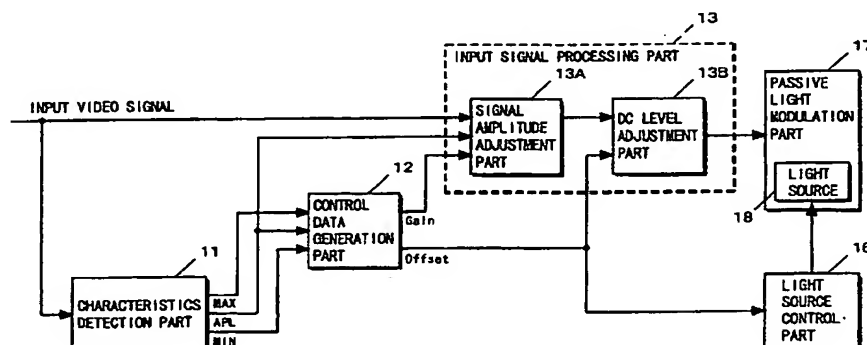 13
INPUT SIGNAL PROCESSING PART
13A
13B
17
INPUT VIDEO SIGNAL
SIGNAL
AMPLITUDE
ADJUSTMENT
PART
DC LEVEL
ADJUSTMENT
PART
PASSIVE
LIGHT
MODULATION
PART
LIGHT
SOURCE
18
12
CONTROL
DATA
GENERATION
PART
Gain
Offset
11
CHARACTERISTICS
DETECTION PART
MAX
APL
MIN
16
LIGHT
SOURCE
CONTROL·
PART